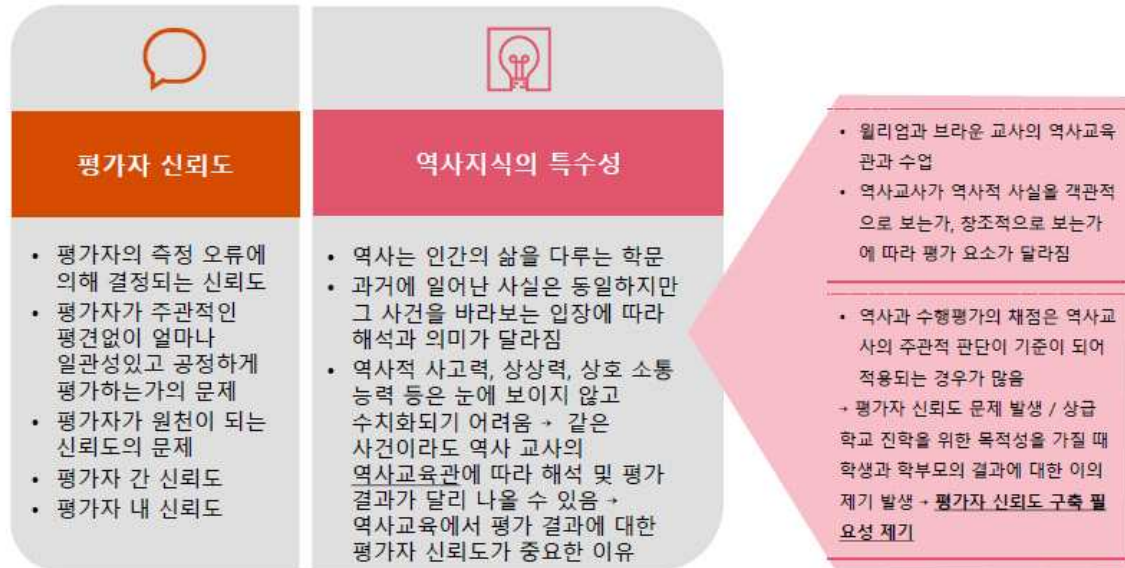 평가자 신뢰도
• 평가자의 측정 오류에
의해 결정되는 신뢰도
• 평가자가 주관적인
평견없이 얼마나
일관성있고 공정하게
평가하는가의 문제
• 평가자가 원천이 되는
신뢰도의 문제
• 평가자 간 신뢰도
• 평가자 내 신뢰도
역사지식의 특수성
• 역사는 인간의 삶을 다루는 학문
• 과거에 일어난 사실은 동일하지만
그 사건을 바라보는 입장에 따라
해석과 의미가 달라짐
• 역사적 사고력, 상상력, 상호 소통
능력 등은 눈에 보이지 않고
수치화되기 어려움 → 같은
사건이라도 역사 교사의
역사교육관에 따라 해석 및 평가
결과가 달리 나올 수 있음 →
역사교육에서 평가 결과에 대한
평가자 신뢰도가 중요한 이유
• 윌리엄과 브라운 교사의 역사교육
관과 수업
• 역사교사가 역사적 사실을 객관적
으로 보는가, 창조적으로 보는가
에 따라 평가 요소가 달라짐
• 역사과 수행평가의 채점은 역사교
사의 주관적 판단이 기준이 되어
적용되는 경우가 많음
→ 평가자 신뢰도 문제 발생 / 상급
학교 진학을 위한 목적성을 가질 때
학생과 학부모의 결과에 대한 이의
제기 발생 → 평가자 신뢰도 구축 필
요성 제기